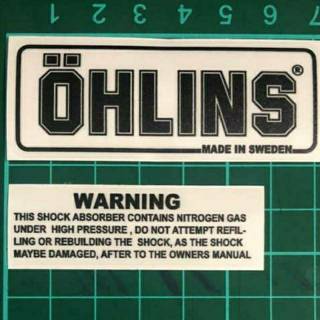 1 2 3 4 5 6 7
ÖHLINS®
MADE IN SWEDEN
WARNING
THIS SHOCK ABSORBER CONTAINS NITROGEN GAS
UNDER HIGH PRESSURE , DO NOT ATTEMPT REFIL-
LING OR REBUILDING THE SHOCK, AS THE SHOCK
MAYBE DAMAGED, AFTER TO THE OWNERS MANUAL